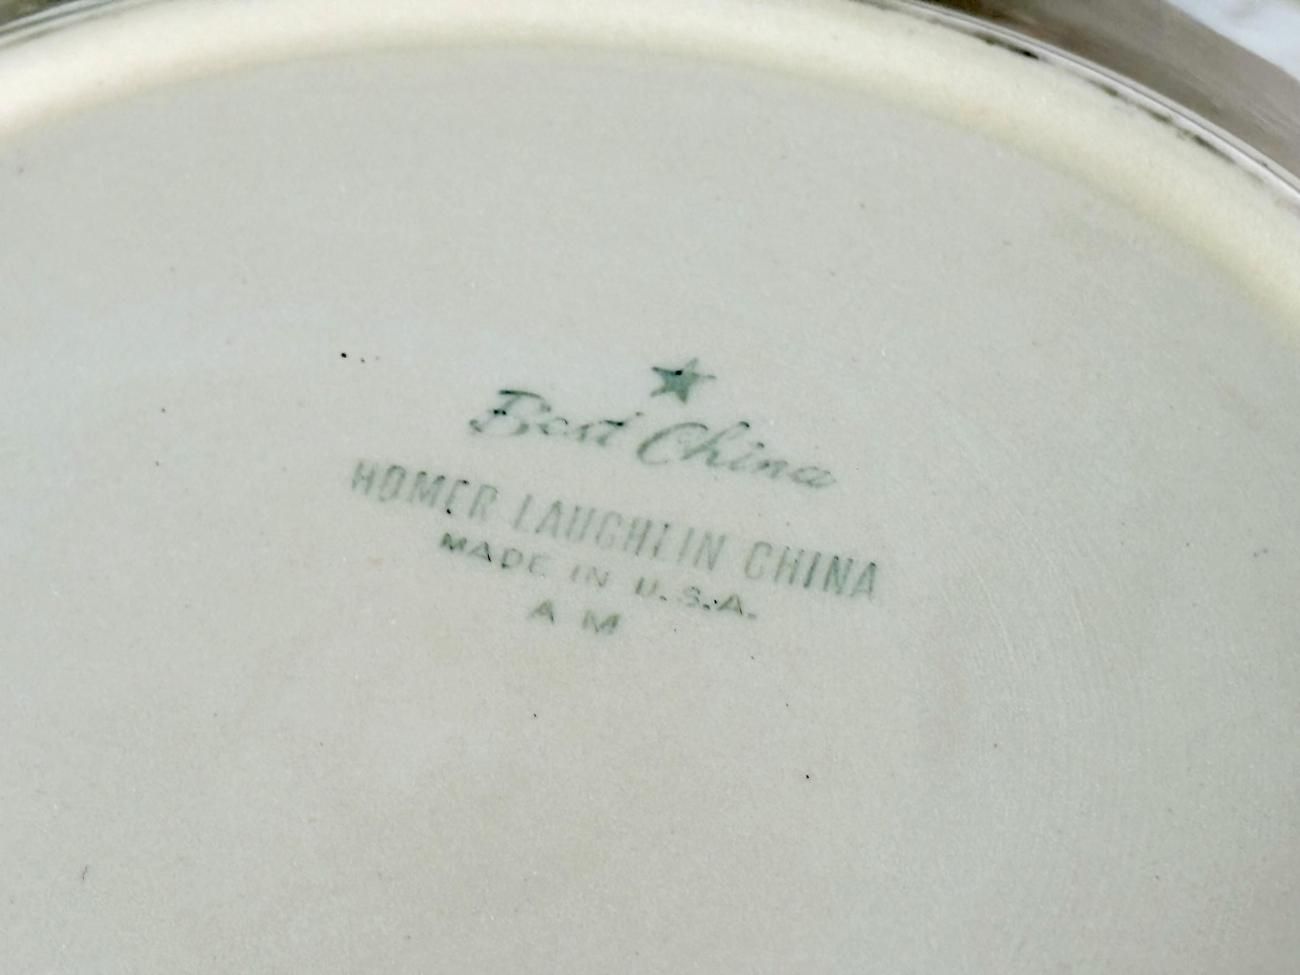 Best China
HOMER LAUGHLIN CHINA
MADE IN U.S.A.
A M